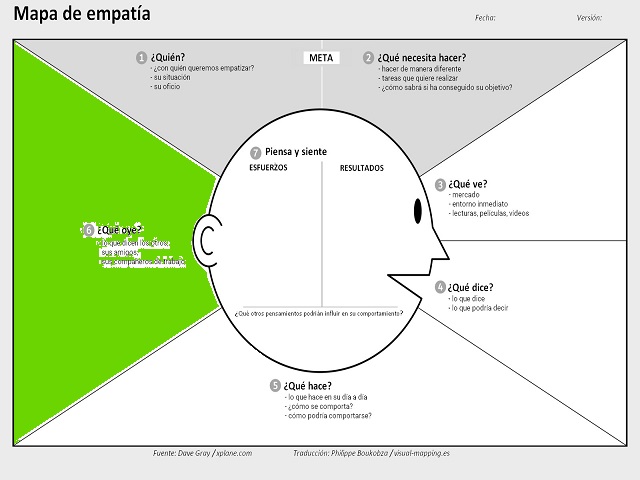 Mapa de empatía
Fecha:
Versión:
1 ¿Quién?
- ¿con quién queremos empatizar?
- su situación
- su oficio
META
2 ¿Qué necesita hacer?
- hacer de manera diferente
- tareas que quiere realizar
- ¿cómo sabrá si ha conseguido su objetivo?
7 Piensa y siente
ESFUERZOS
RESULTADOS
3 ¿Qué ve?
- mercado
- entorno inmediato
- lecturas, películas, videos
6 ¿Qué oye?
- lo que dicen los otros,
sus amigos,
sus compañeros de trabajo
4 ¿Qué dice?
- lo que dice
- lo que podría decir
¿Qué otros pensamientos podrían influir en su comportamiento?
5 ¿Qué hace?
- lo que hace en su día a día
- ¿cómo se comporta?
- cómo podría comportarse?
Fuente: Dave Gray / xplane.com
Traducción: Philippe Boukobza / visual-mapping.es